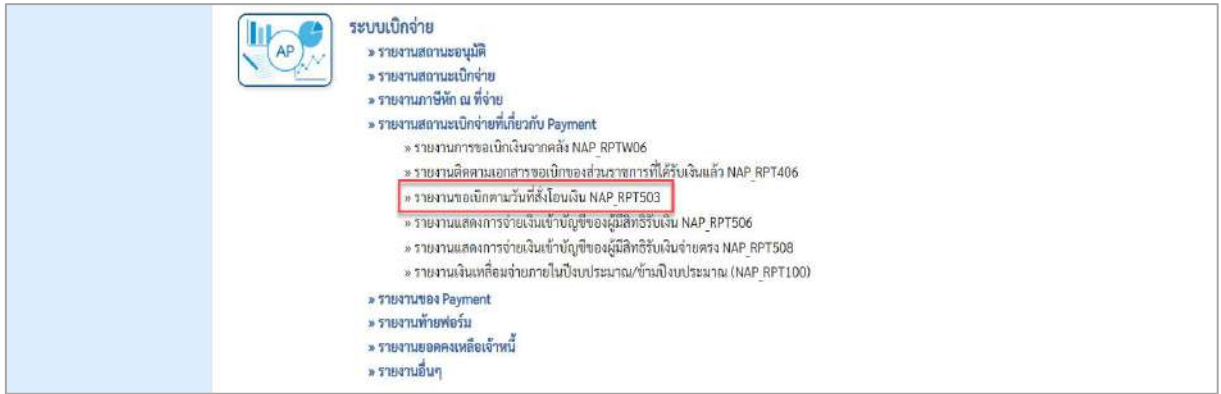 AP
ระบบเบิกจ่าย
» รายงานสถานะอนุมัติ
» รายงานสถานะเบิกจ่าย
» รายงานภาษีหัก ณ ที่จ่าย
» รายงานสถานะเบิกจ่ายที่เกี่ยวกับ Payment
» รายงานการขอเบิกเงินจากคลัง NAP_RPTW06
» รายงานติดตามเอกสารขอเบิกของส่วนราชการที่ได้รับเงินแล้ว NAP_RPT406
» รายงานขอเบิกตามวันที่สั่งโอนเงิน NAP_RPT503
» รายงานแสดงการจ่ายเงินเข้าบัญชีของผู้มีสิทธิรับเงิน NAP_RPT506
» รายงานแสดงการจ่ายเงินเข้าบัญชีของผู้มีสิทธิรับเงินจ่ายตรง NAP_RPT508
» รายงานเงินเหลื่อมจ่ายภายในปีงบประมาณ/ข้ามปีงบประมาณ (NAP_RPT100)
» รายงานของ Payment
» รายงานท้ายฟอร์ม
» รายงานยอดคงเหลือเจ้าหนี้
» รายงานอื่นๆ